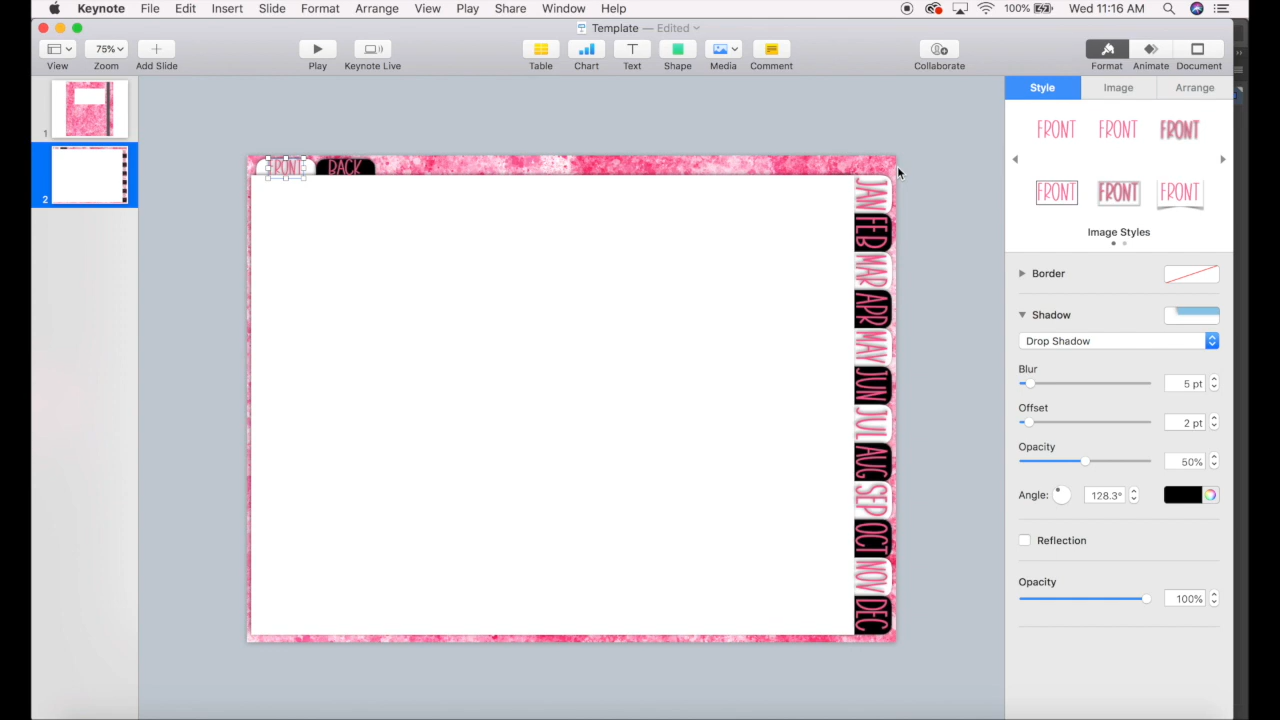 Keynote File Edit Insert Slide Format Arrange View Play Share Window Help 100% Wed 11:16 AM
Template — Edited
75%
View Zoom Add Slide Play Keynote Live Table Chart Text Shape Media Comment Collaborate Format Animate Document
1
2
FRONT BACK
JAN
FEB
MAR
APR
MAY
JUN
JUL
AUG
SEP
OCT
NOV
DEC
Style Image Arrange
FRONT FRONT FRONT
FRONT FRONT FRONT
Image Styles
Border
Shadow
Drop Shadow
Blur
5 pt
Offset
2 pt
Opacity
50%
Angle: 128.3°
Reflection
Opacity
100%